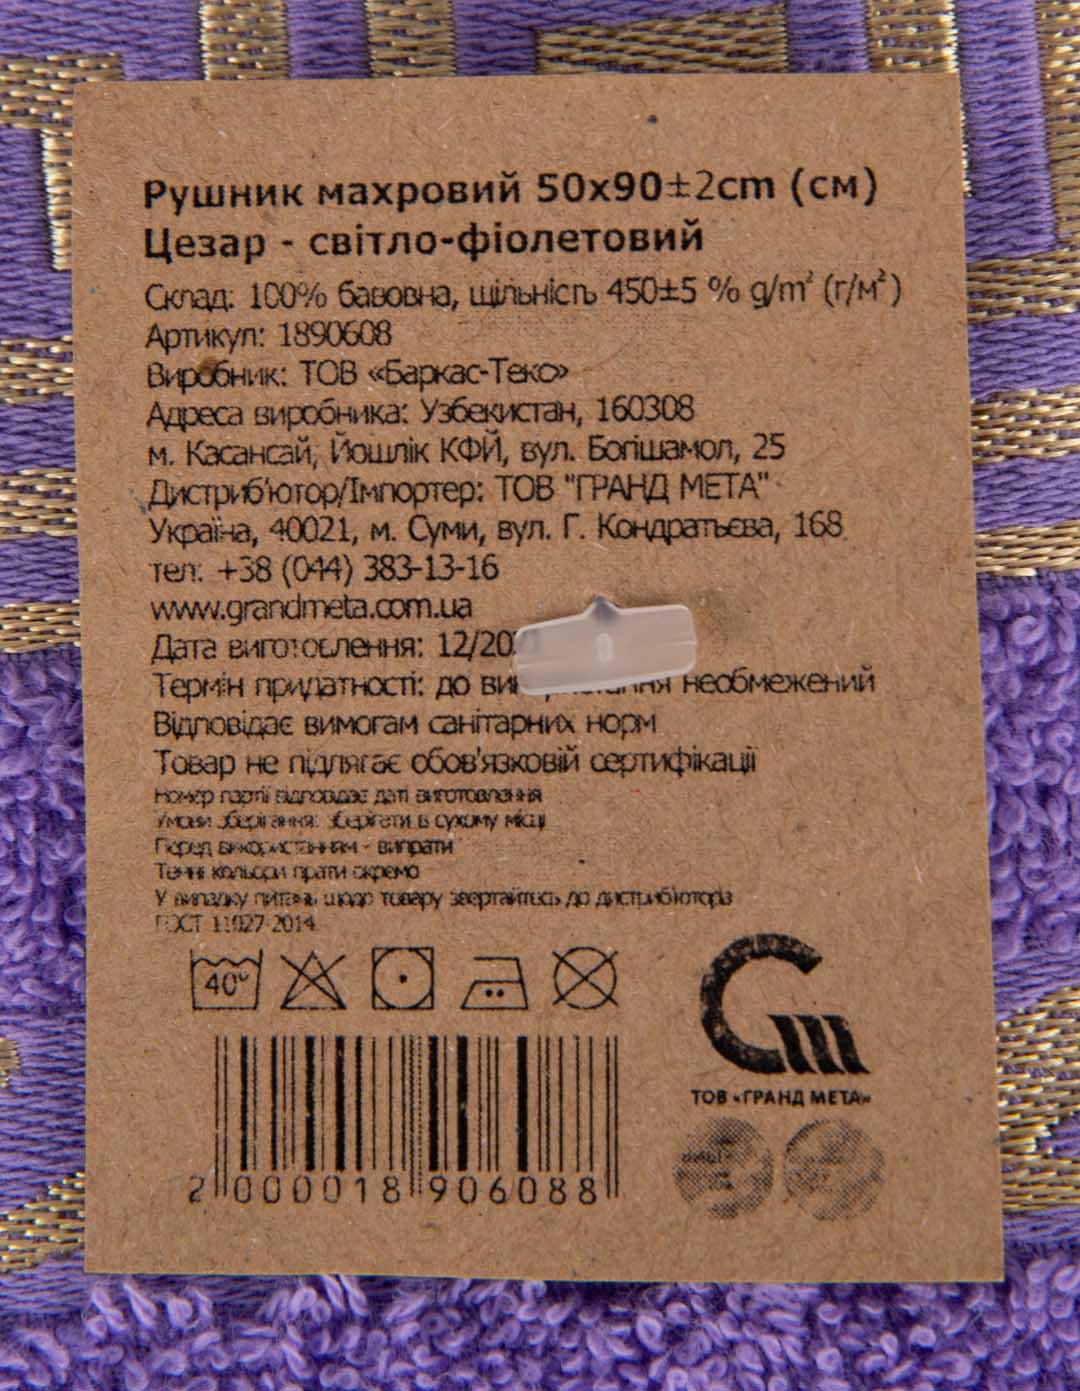 Рушник махровий 50х90±2cm (см)
Цезар - світло-фіолетовий
Склад: 100% бавовна, щільність 450±5 % g/m² (г/м²)
Артикул: 1890608
Виробник: ТОВ «Баркас-Текс»
Адреса виробника: Узбекистан, 160308
м. Касансай, Йошлік КФЙ, вул. Богішамол, 25
Дистриб'ютор/Імпортер: ТОВ "ГРАНД МЕТА"
Україна, 40021, м. Суми, вул. Г. Кондратьєва, 168
тел: +38 (044) 383-13-16
www.grandmeta.com.ua
Дата виготовлення: 12/20
Термін придатності: до використання необмежений
Відповідає вимогам санітарних норм
Товар не підлягає обов'язковій сертифікації
Номер партії відповідає даті виготовлення
Умови зберігання: зберігати в сухому місці
Перед використанням - випрати
Темні кольори прати окремо
У випадку питань щодо товару звертайтесь до дистриб'ютора
ГОСТ 11027-2014
40°
ТОВ «ГРАНД МЕТА»
2 000018 906088